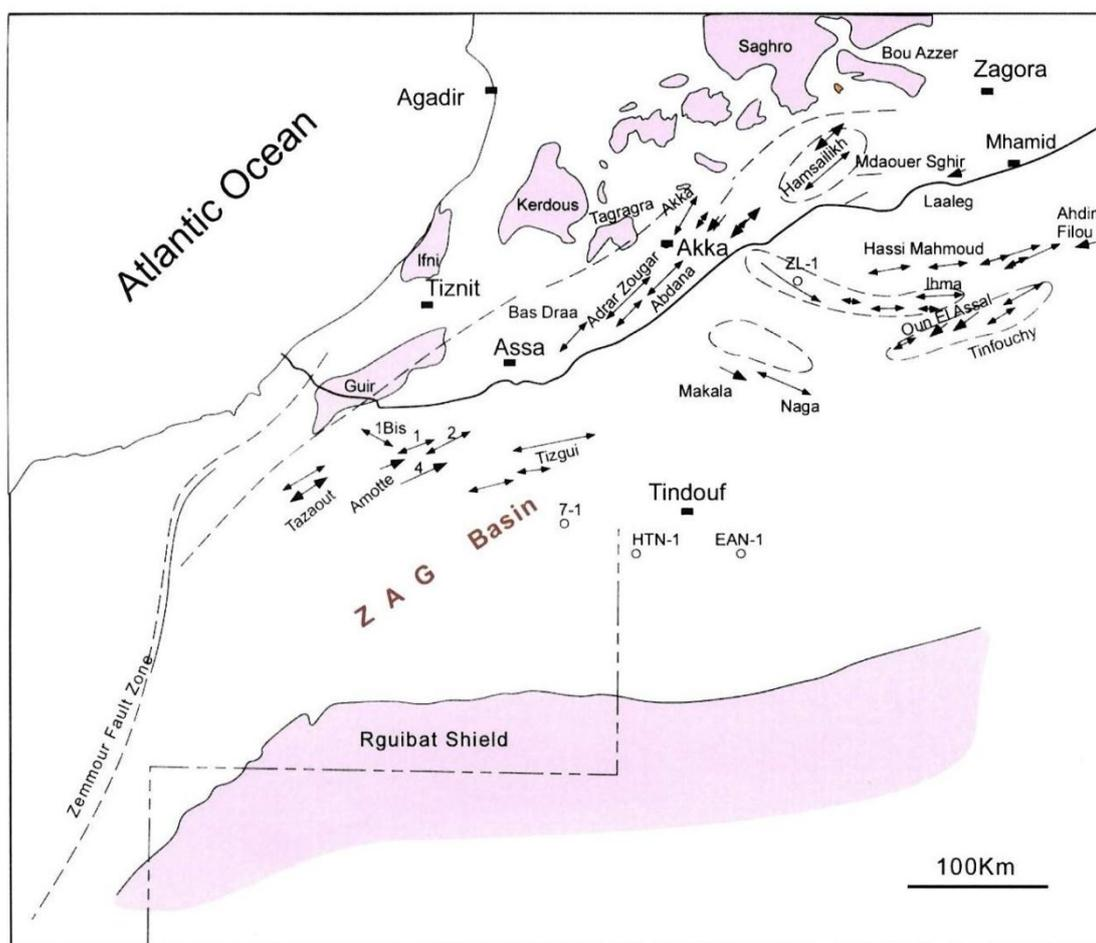 Saghro
Bou Azzer
Zagora
Agadir
Atlantic Ocean
Mhamid
Hamsailikh
Mdaouer Sghir
Kerdous
Tagragra
Akka
Laaleg
Ahdir
Filou
Ifni
Akka
Hassi Mahmoud
ZL-1
Tiznit
Adrar Zougar
Abdana
Ihma
Bas Draa
Oun El Assal
Assa
Tinfouchy
Guir
Makala
Naga
1Bis
1
2
Tizgui
Amotte
4
Tazaout
Tindouf
ZAG Basin
7-1
HTN-1
EAN-1
Zemmour Fault Zone
Rguibat Shield
100Km